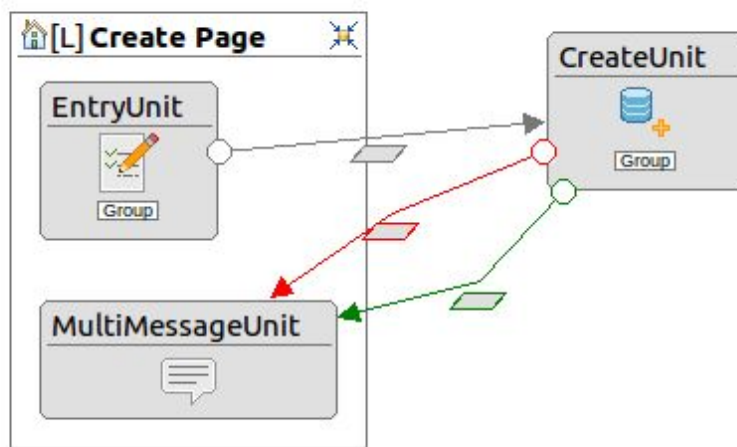 [L] Create Page
EntryUnit
Group
CreateUnit
Group
MultiMessageUnit